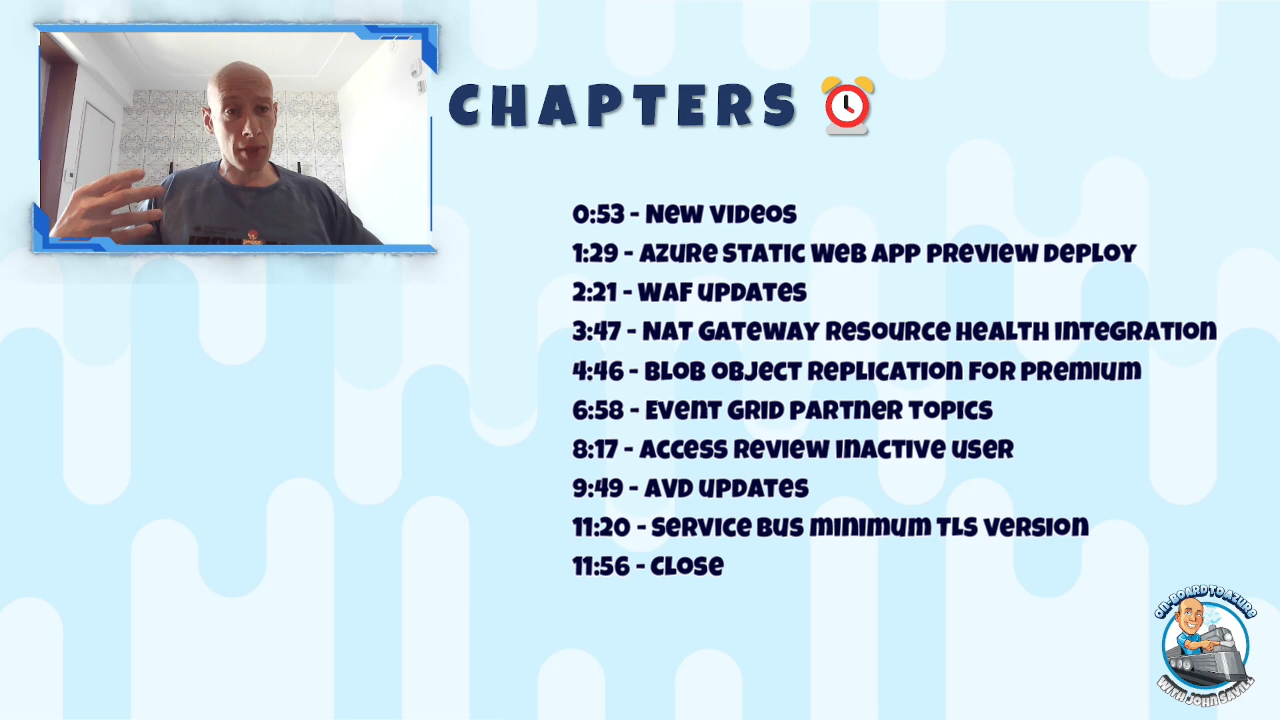 CHAPTERS
0:53 - New Videos
1:29 - Azure Static Web App Preview Deploy
2:21 - WAF updates
3:47 - NAT Gateway Resource Health Integration
4:46 - Blob Object Replication for Premium
6:58 - Event Grid Partner Topics
8:17 - Access Review Inactive User
9:49 - AVD updates
11:20 - Service Bus minimum TLS version
11:56 - Close
ON-BOARD TO AZURE
WITH JOHN SAVILL